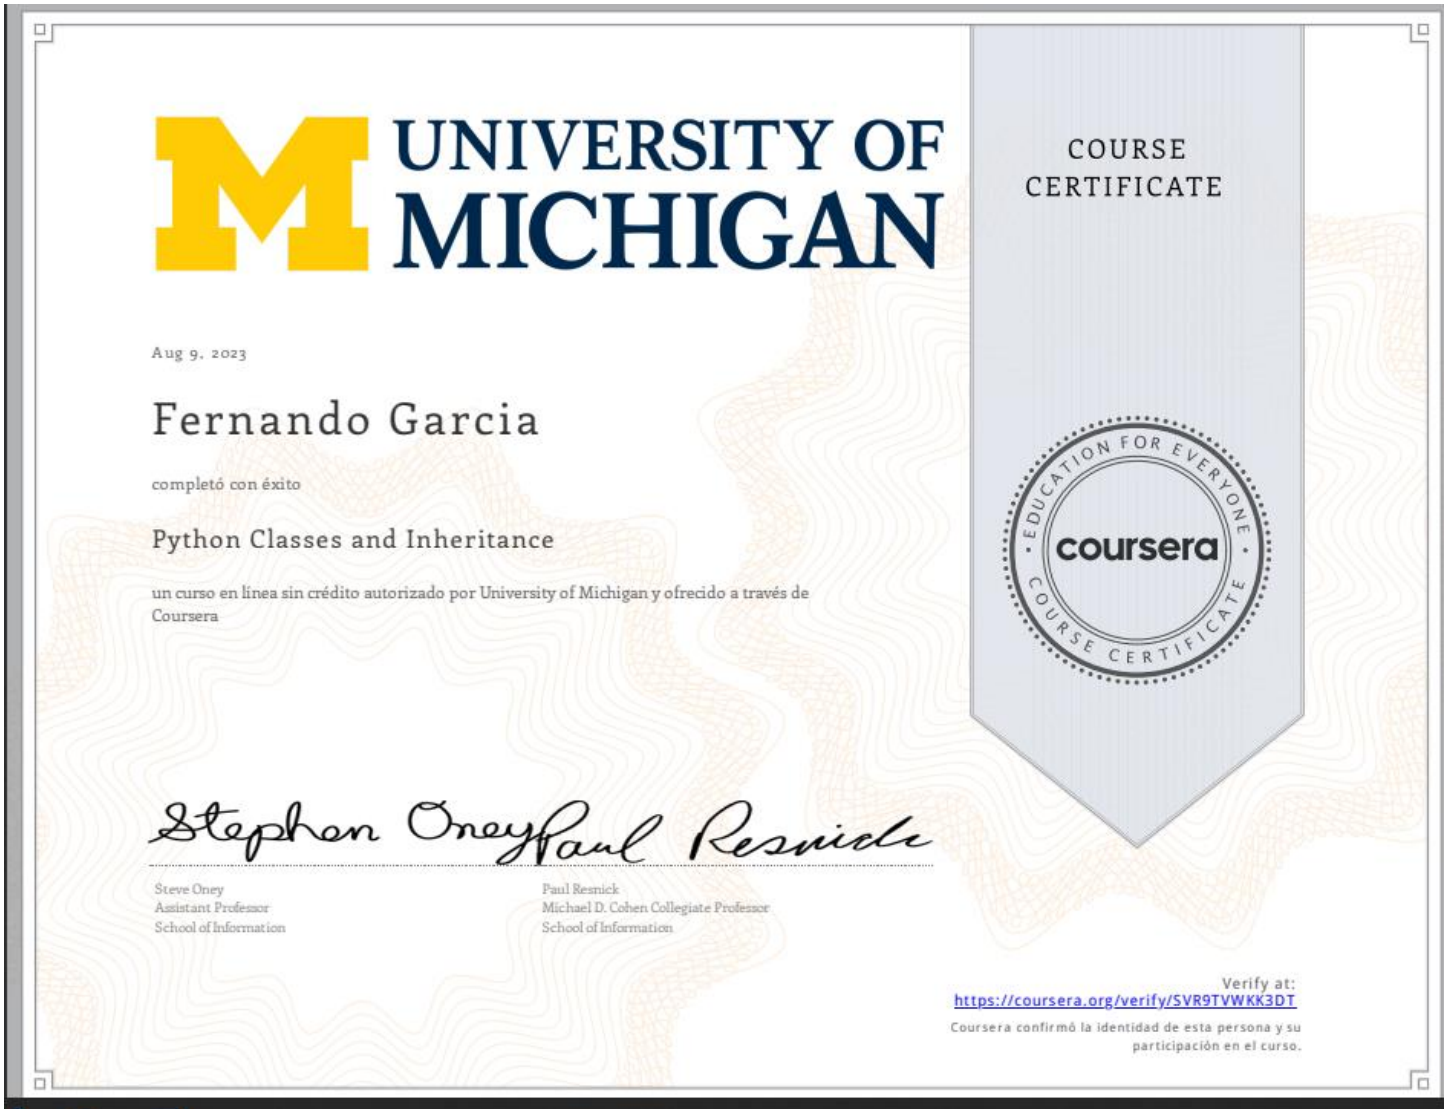 UNIVERSITY OF
MICHIGAN
COURSE
CERTIFICATE
Aug 9, 2023
Fernando Garcia
completó con éxito
Python Classes and Inheritance
un curso en línea sin crédito autorizado por University of Michigan y ofrecido a través de
Coursera
EDUCATION FOR EVERYONE
coursera
COURSE CERTIFICATE
Stephen Oney Paul Resnick
Steve Oney
Assistant Professor
School of Information
Paul Resnick
Michael D. Cohen Collegiate Professor
School of Information
Verify at:
https://coursera.org/verify/SVR9TVWKK3DT
Coursera confirmó la identidad de esta persona y su
participación en el curso.